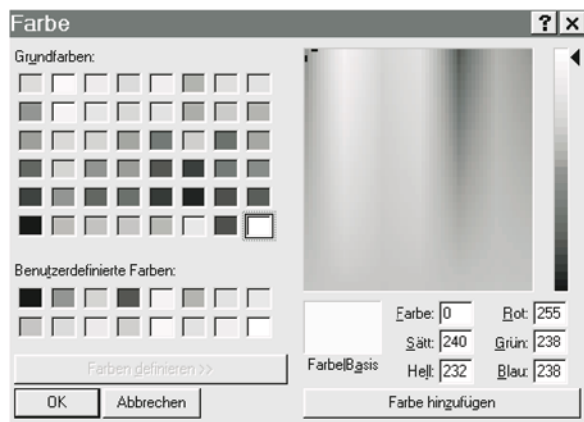 Farbe
Grundfarben:
Benutzerdefinierte Farben:
Farben definieren >>
OK Abbrechen
Farbe|Basis
Farbe: 0 Rot: 255
Sätt: 240 Grün: 238
Hell: 232 Blau: 238
Farbe hinzufügen